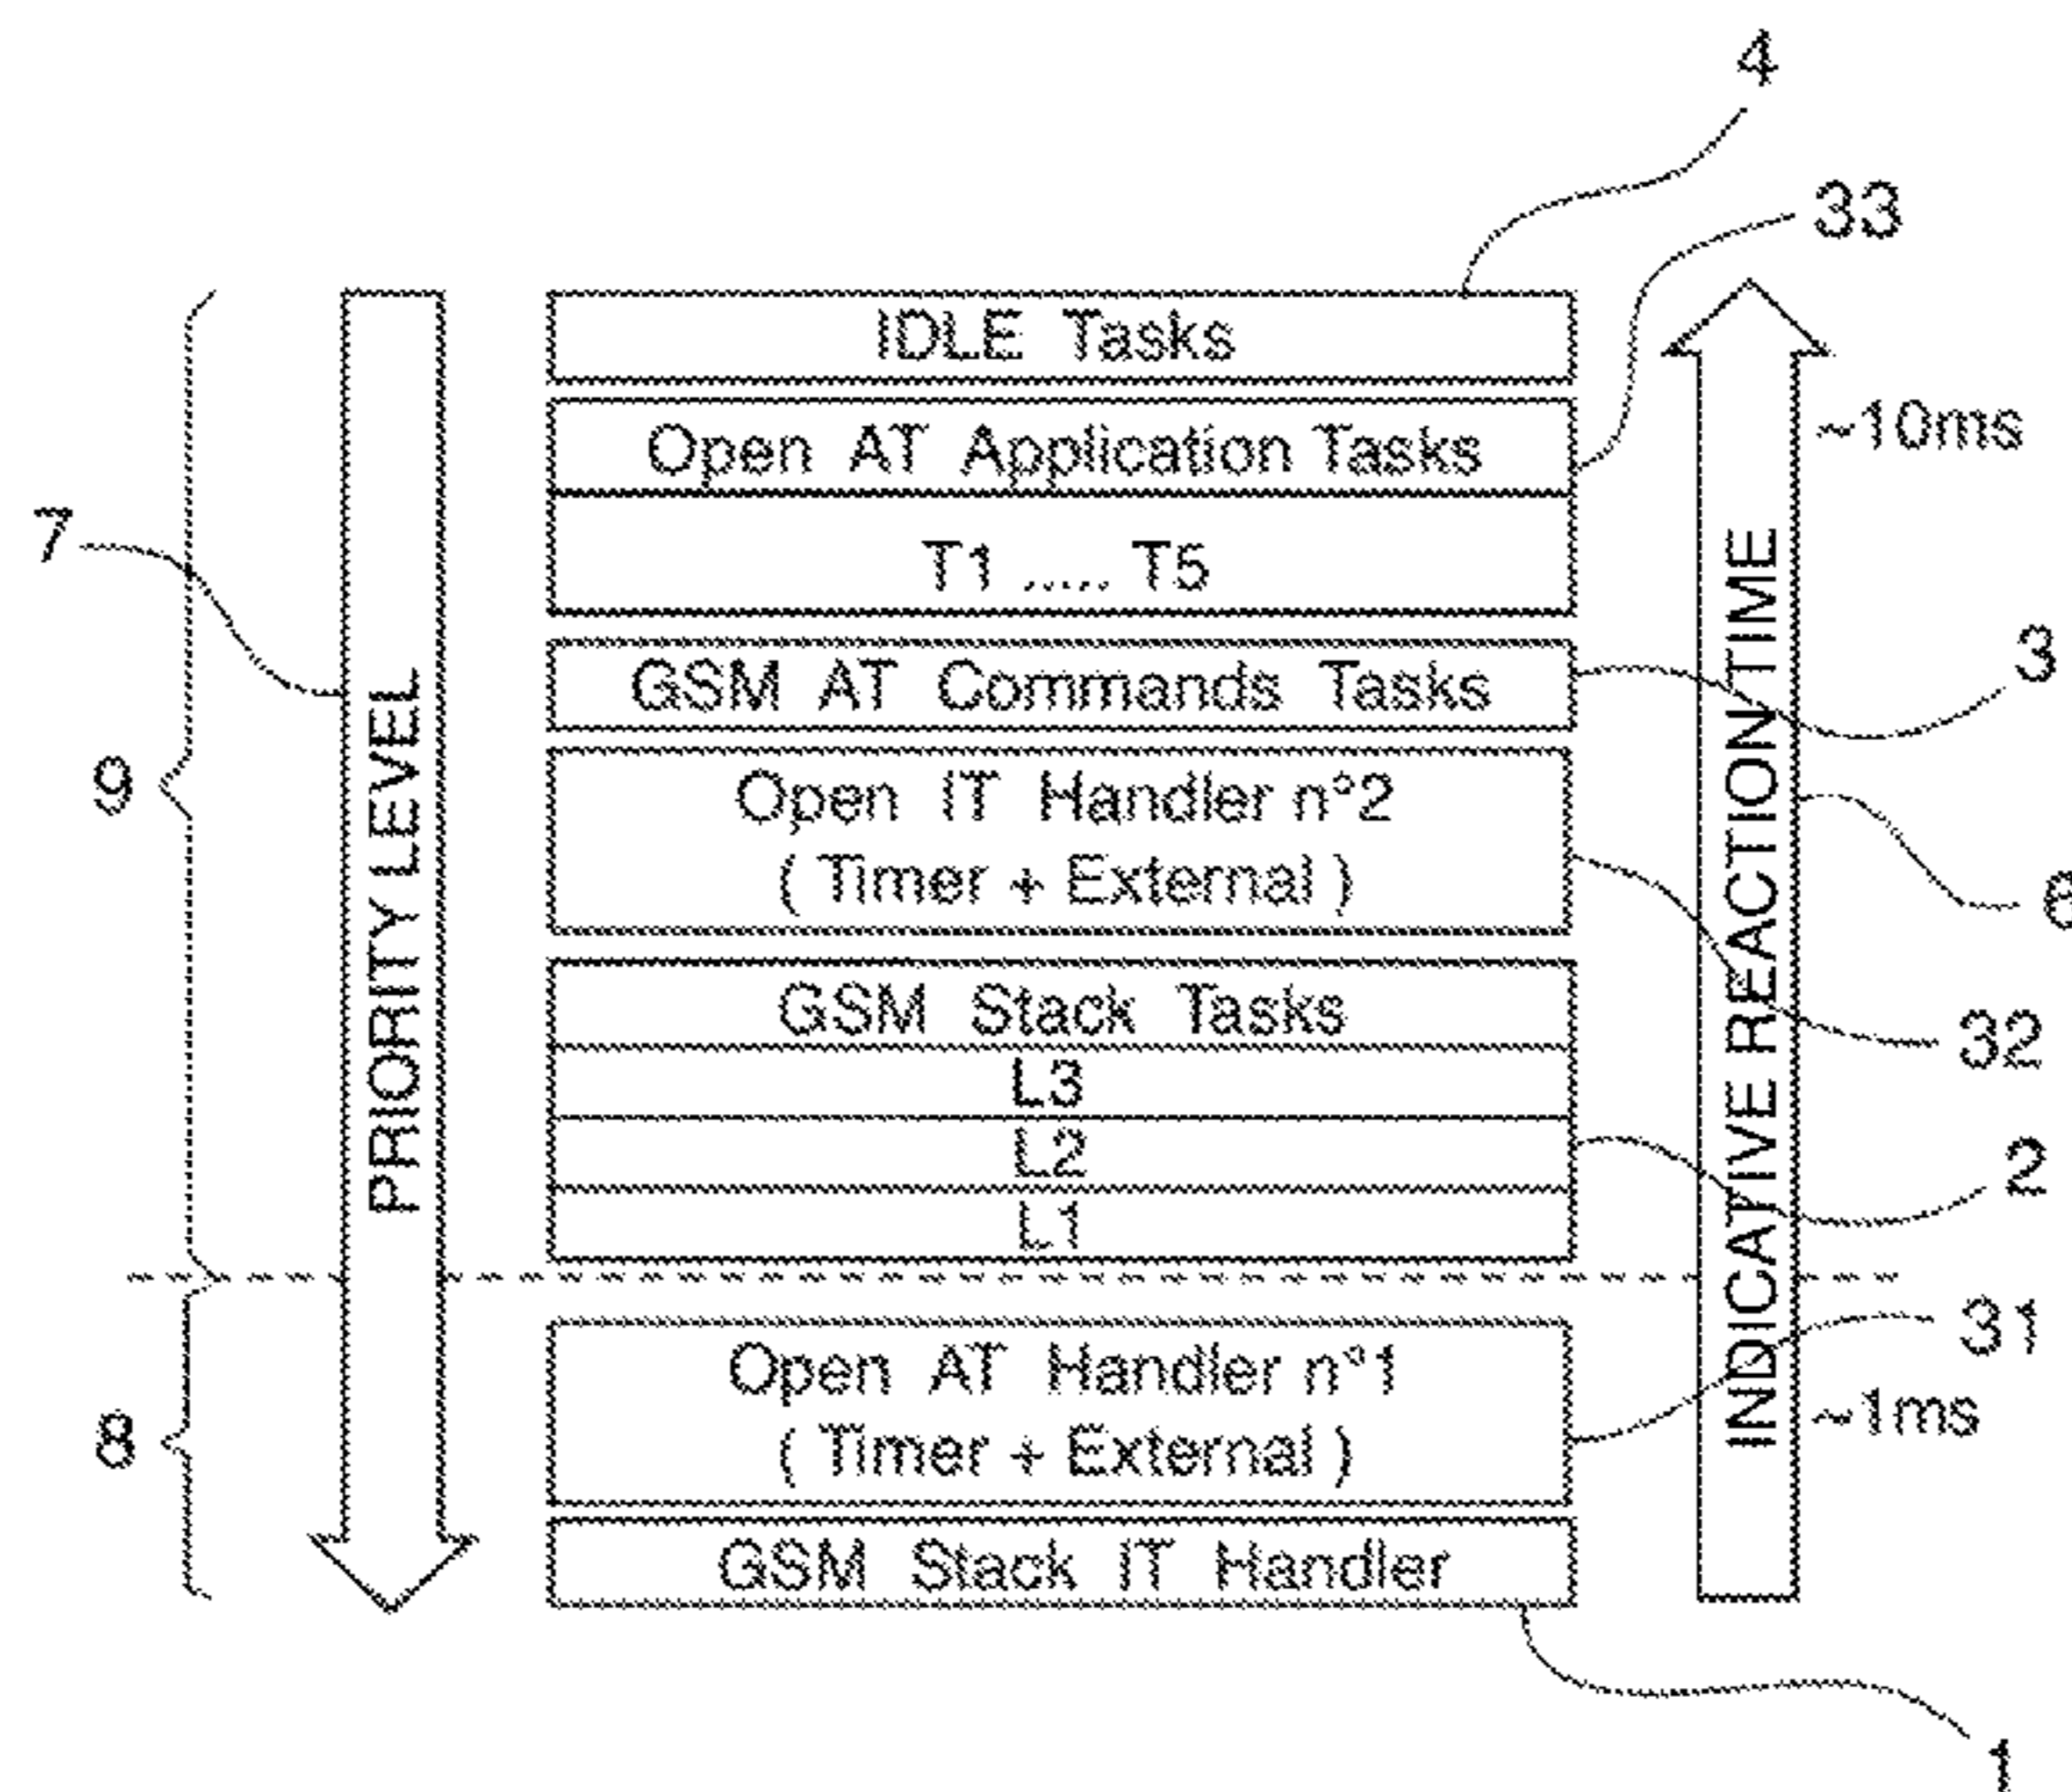 4
33
IDLE Tasks
Open AT Application Tasks
~10ms
T1 ..... T5
7
GSM AT Commands Tasks
3
PRIORITY LEVEL
INDICATIVE REACTION TIME
9
Open IT Handler n°2
( Timer + External )
6
GSM Stack Tasks
32
L3
L2
2
L1
31
Open AT Handler n°1
~1ms
8
( Timer + External )
GSM Stack IT Handler
1